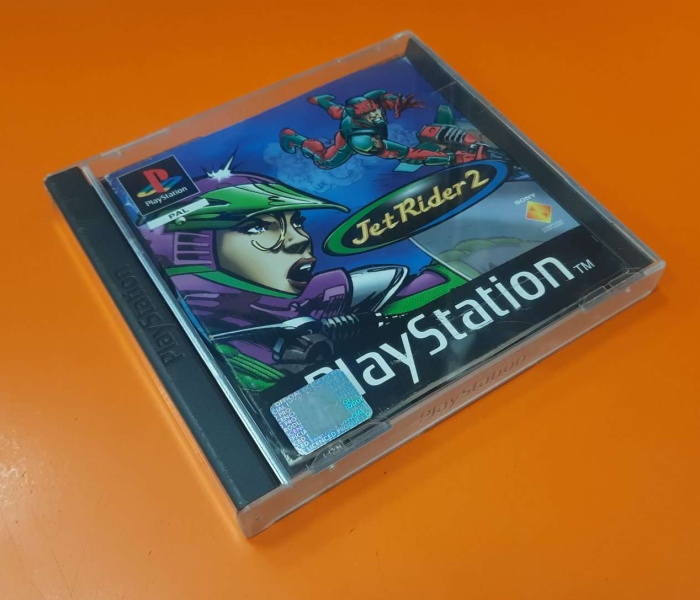 PlayStation
PAL
Jet Rider 2
SONY
PlayStation™
PlayStation
PlayStation